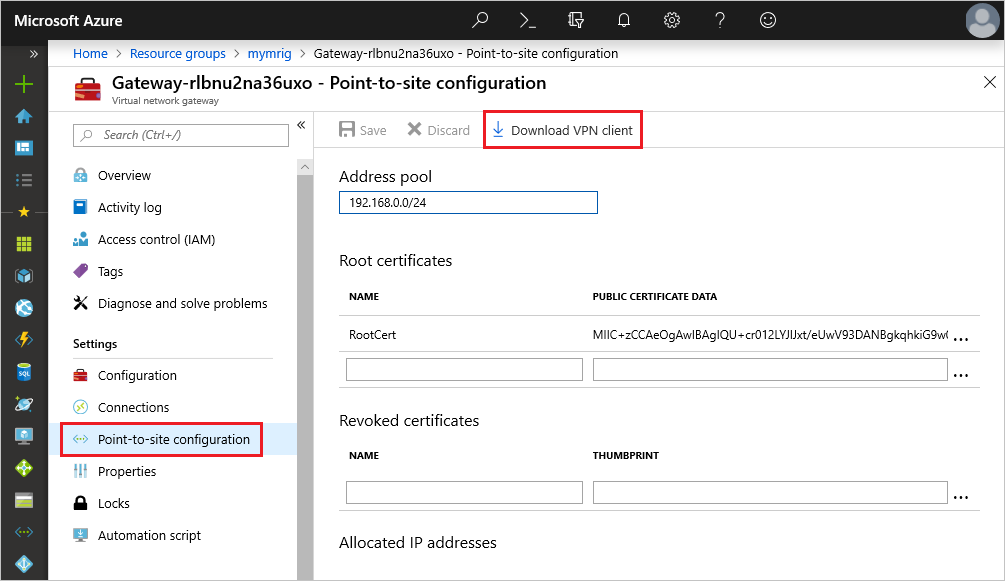 Microsoft Azure
Home > Resource groups > mymrig > Gateway-rlbnu2na36uxo - Point-to-site configuration
Gateway-rlbnu2na36uxo - Point-to-site configuration
Virtual network gateway
Search (Ctrl+/)
Save
Discard
Download VPN client
Overview
Activity log
Access control (IAM)
Tags
Diagnose and solve problems
Settings
Configuration
Connections
Point-to-site configuration
Properties
Locks
Automation script
Address pool
192.168.0.0/24
Root certificates
NAME PUBLIC CERTIFICATE DATA
RootCert MIIC+zCCAeOgAwIBAgIQU+cr012LYJIJxt/eUwV93DANBgkqhkiG9w0
Revoked certificates
NAME THUMBPRINT
Allocated IP addresses
SQL